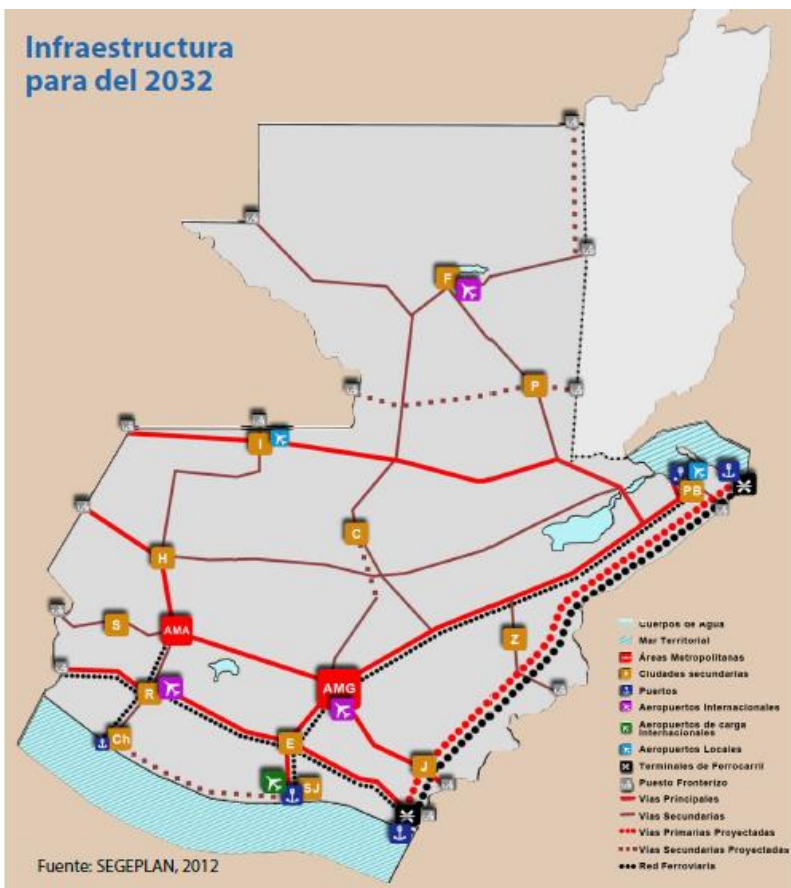 Infraestructura
para del 2032
F
P
I
PB
C
H
S
AMA
Z
R
AMG
Ch
E
J
SJ
Cuerpos de Agua
Mar Territorial
Áreas Metropolitanas
Ciudades secundarias
Puertos
Aeropuertos Internacionales
Aeropuertos de carga
Internacionales
Aeropuertos Locales
Terminales de Ferrocarril
Puesto Fronterizo
Vías Principales
Vías Secundarias
Vías Primarias Proyectadas
Vías Secundarias Proyectadas
Red Ferroviaria
Fuente: SEGEPLAN, 2012